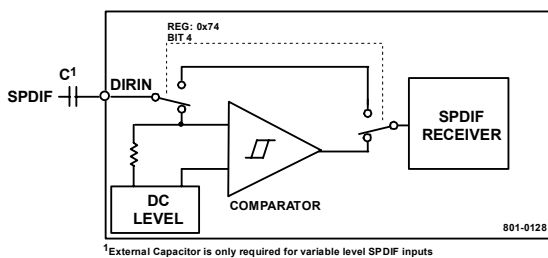 REG: 0x74
BIT 4
C1
SPDIF
DIRIN
SPDIF
RECEIVER
DC
LEVEL
COMPARATOR
801-0128
1External Capacitor is only required for variable level SPDIF inputs